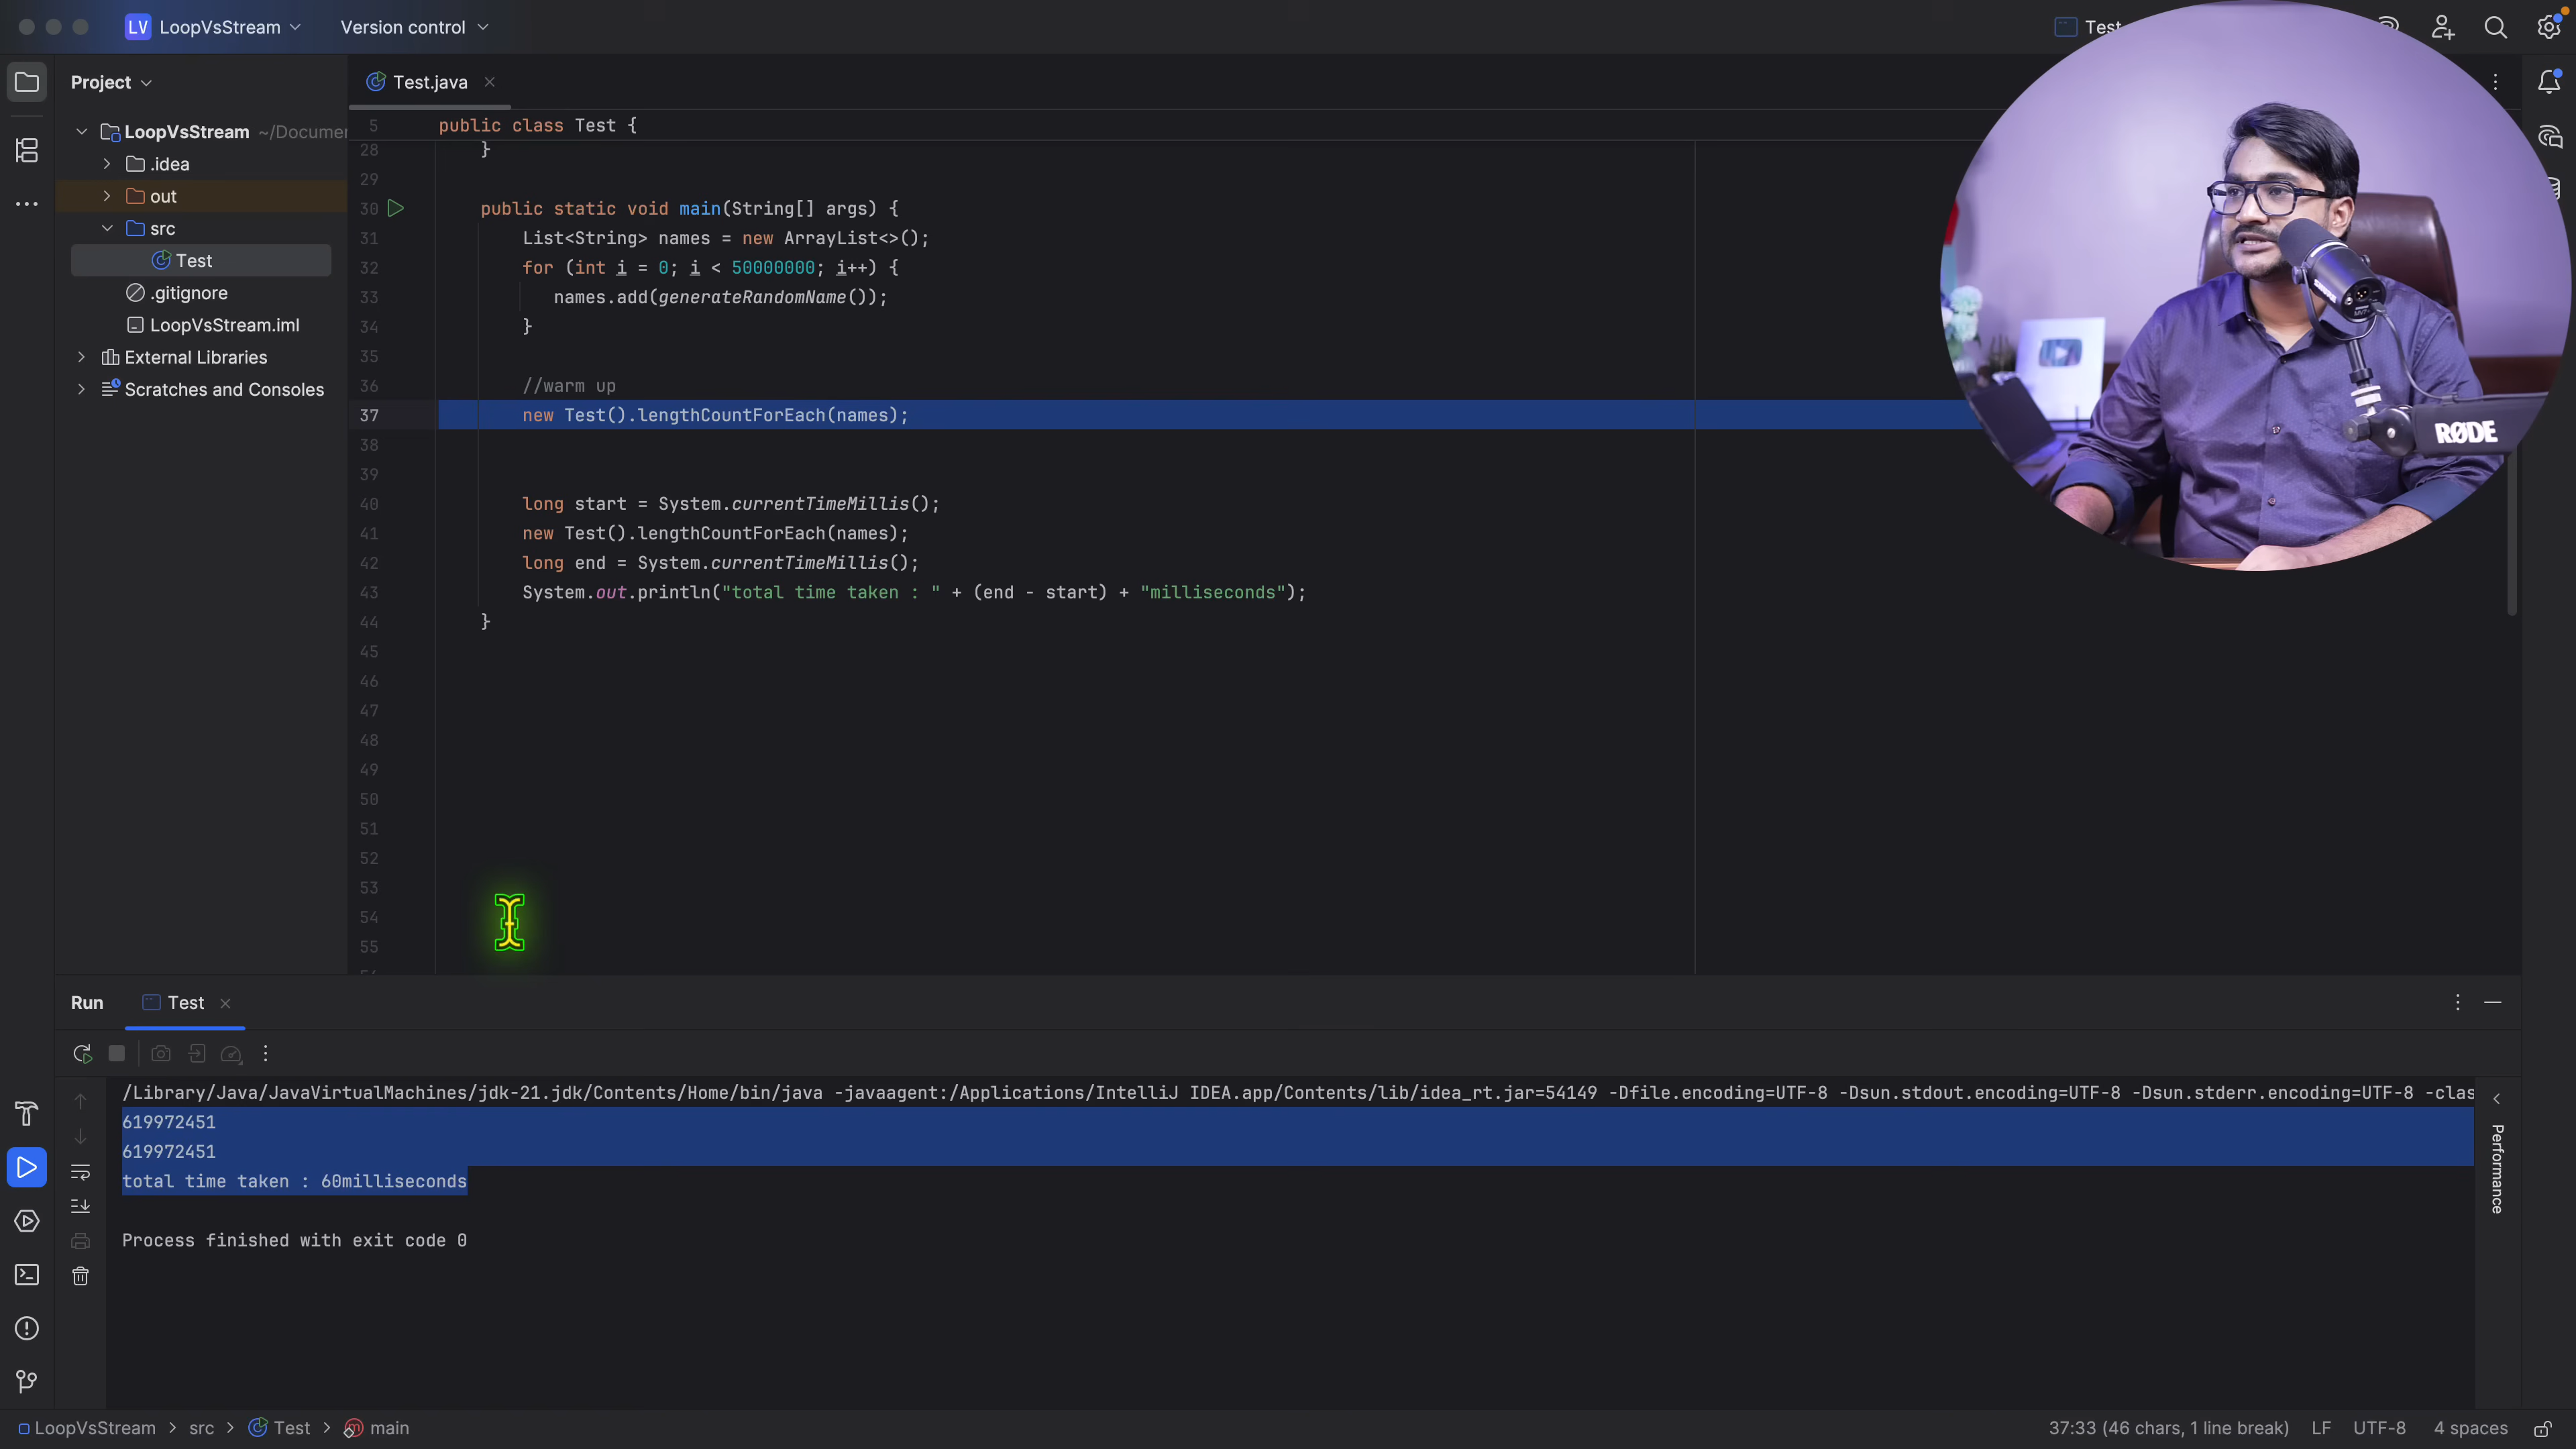 LV LoopVsStream Version control
Test
Project
Test.java
LoopVsStream ~/Documer
.idea
out
src
Test
.gitignore
LoopVsStream.iml
External Libraries
Scratches and Consoles
5 public class Test {
28 }
29
30 public static void main(String[] args) {
31 List<String> names = new ArrayList<>();
32 for (int i = 0; i < 50000000; i++) {
33 names.add(generateRandomName());
34 }
35
36 //warm up
37 new Test().lengthCountForEach(names);
38
39
40 long start = System.currentTimeMillis();
41 new Test().lengthCountForEach(names);
42 long end = System.currentTimeMillis();
43 System.out.println("total time taken : " + (end - start) + "milliseconds");
44 }
45
46
47
48
49
50
51
52
53
54
55
RØDE
Run Test
/Library/Java/JavaVirtualMachines/jdk-21.jdk/Contents/Home/bin/java -javaagent:/Applications/IntelliJ IDEA.app/Contents/lib/idea_rt.jar=54149 -Dfile.encoding=UTF-8 -Dsun.stdout.encoding=UTF-8 -Dsun.stderr.encoding=UTF-8 -clas
619972451
619972451
total time taken : 60milliseconds
Process finished with exit code 0
Performance
LoopVsStream > src > Test > main
37:33 (46 chars, 1 line break) LF UTF-8 4 spaces